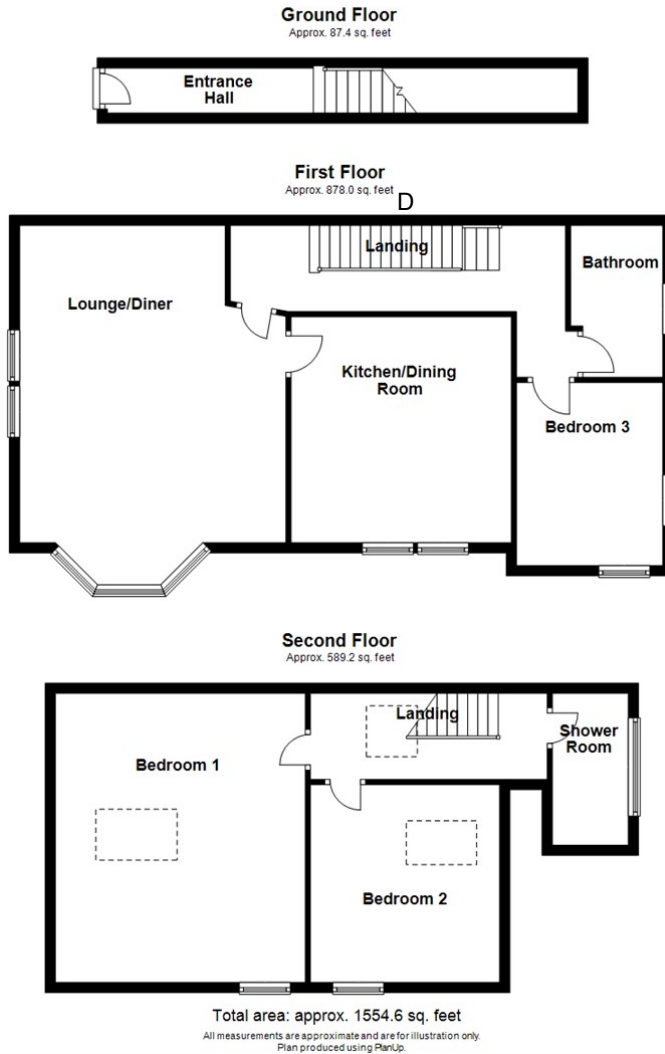 Ground Floor
Approx. 87.4 sq. feet
Entrance
Hall
First Floor
Approx. 878.0 sq. feet
D
Landing
Bathroom
Lounge/Diner
Kitchen/Dining
Room
Bedroom 3
Second Floor
Approx. 589.2 sq. feet
Landing
Shower
Room
Bedroom 1
Bedroom 2
Total area: approx. 1554.6 sq. feet
All measurements are approximate and are for illustration only.
Plan produced using PlanUp.